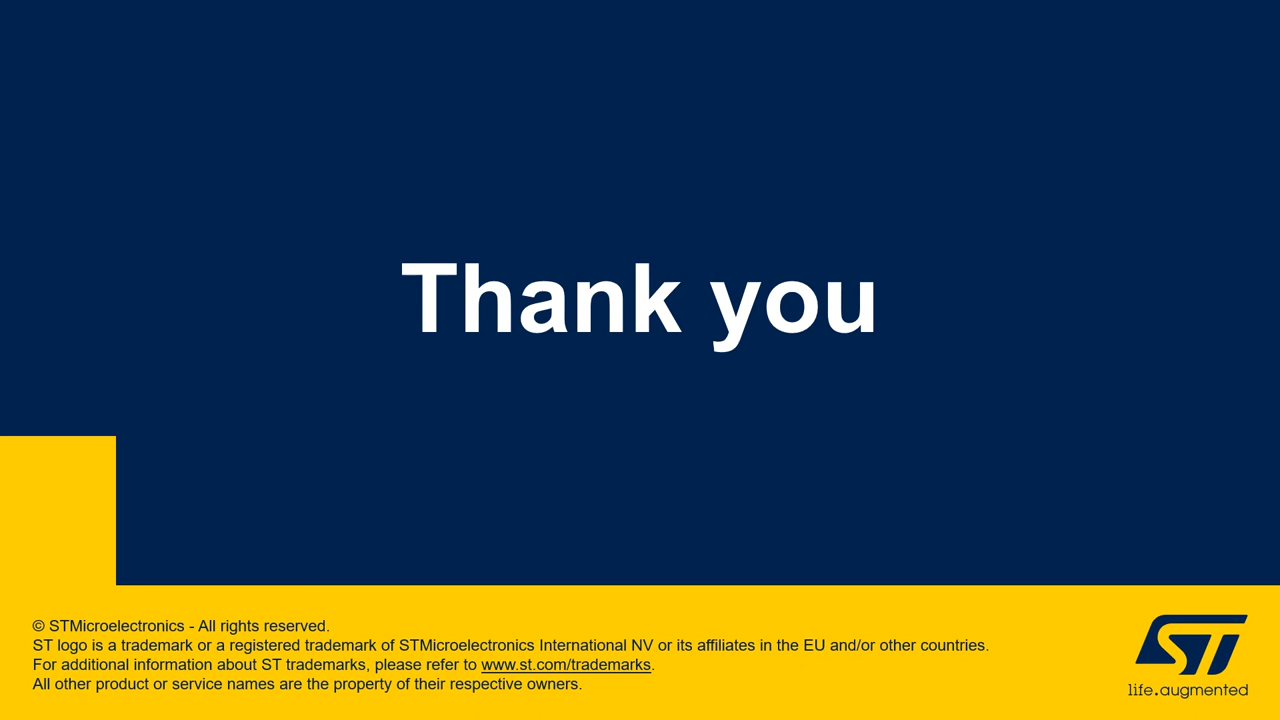 Thank you
© STMicroelectronics - All rights reserved.
ST logo is a trademark or a registered trademark of STMicroelectronics International NV or its affiliates in the EU and/or other countries.
For additional information about ST trademarks, please refer to www.st.com/trademarks.
All other product or service names are the property of their respective owners.
ST
life.augmented